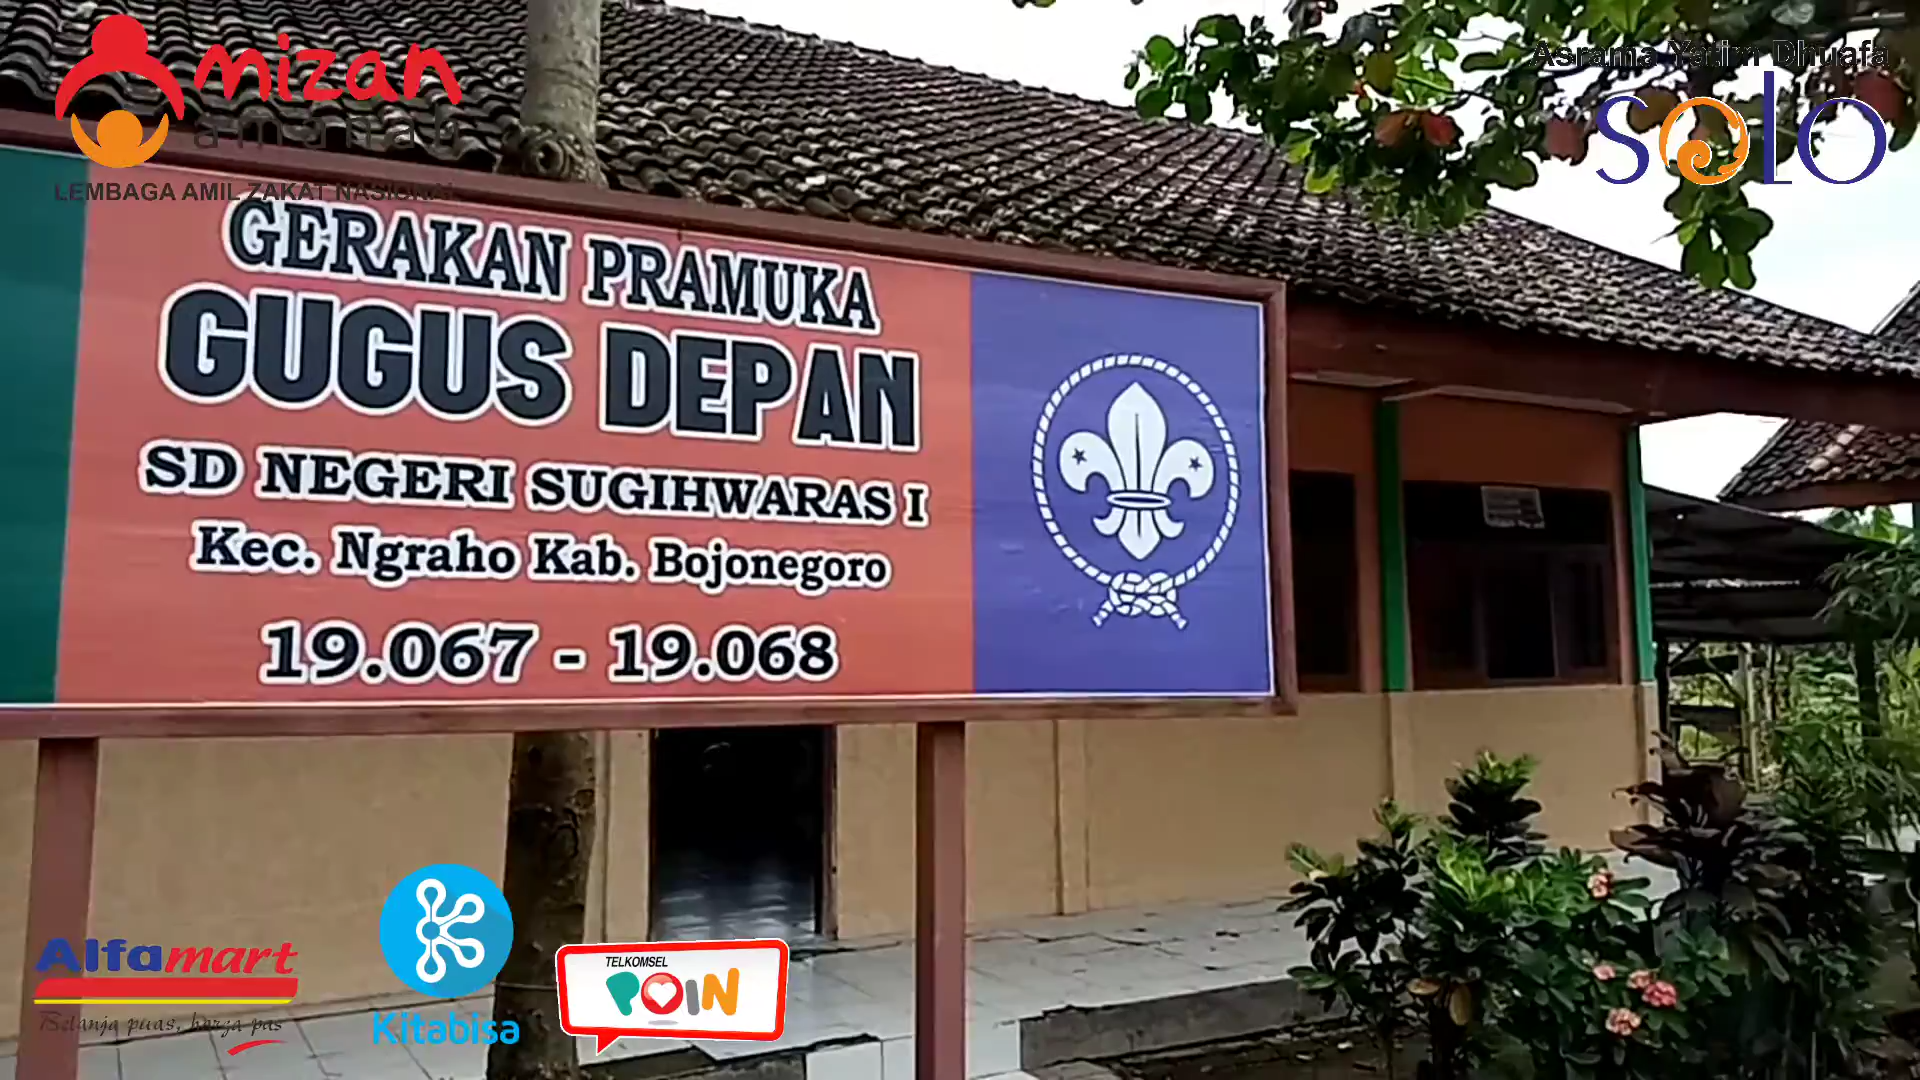 mizan
amanah
LEMBAGA AMIL ZAKAT NASIONAL
Asrama Yatim Dhuafa
solo
GERAKAN PRAMUKA
GUGUS DEPAN
SD NEGERI SUGIHWARAS I
Kec. Ngraho Kab. Bojonegoro
19.067 - 19.068
Alfamart
Belanja puas, harga pas
Kitabisa
TELKOMSEL
POIN